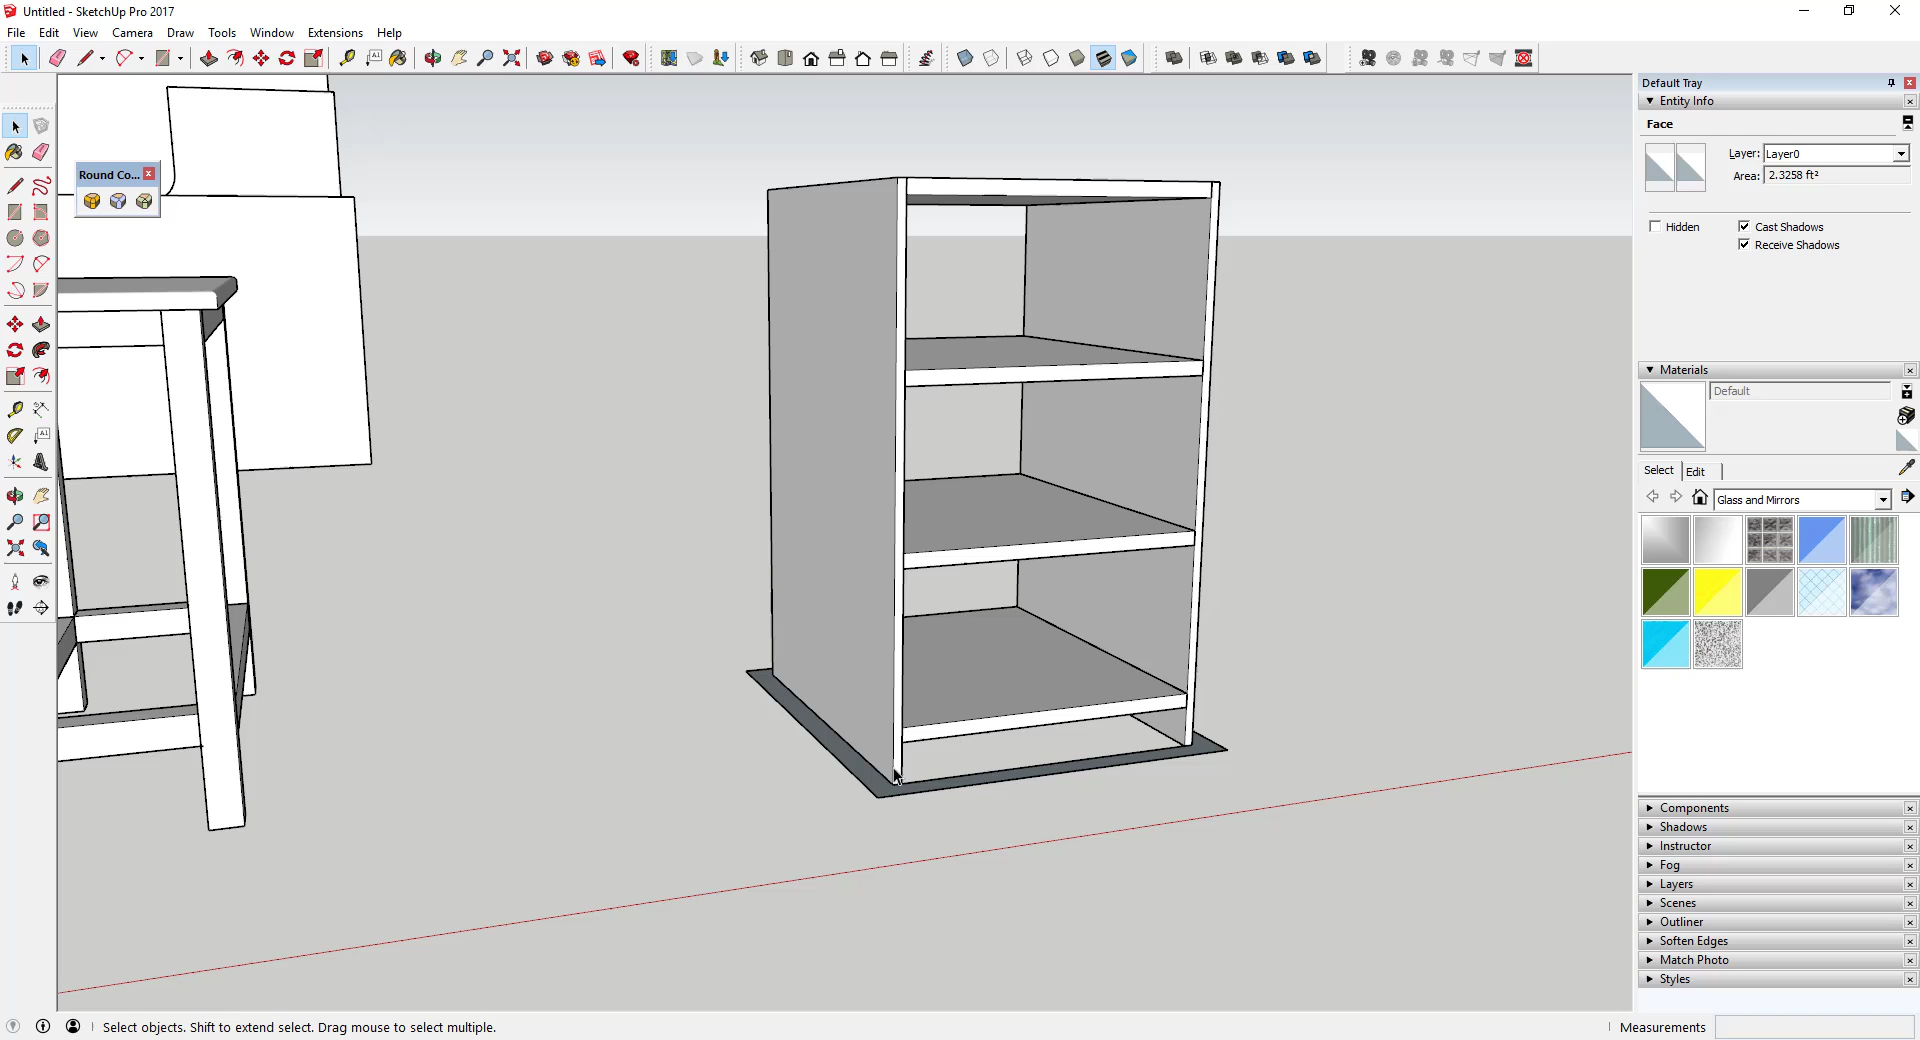 Untitled - SketchUp Pro 2017
File Edit View Camera Draw Tools Window Extensions Help
Round Co...
Default Tray
Entity Info
Face
Layer: Layer0
Area: 2.3258 ft²
Hidden Cast Shadows
Receive Shadows
Materials
Default
Select Edit
Glass and Mirrors
Components
Shadows
Instructor
Fog
Layers
Scenes
Outliner
Soften Edges
Match Photo
Styles
Select objects. Shift to extend select. Drag mouse to select multiple.
Measurements